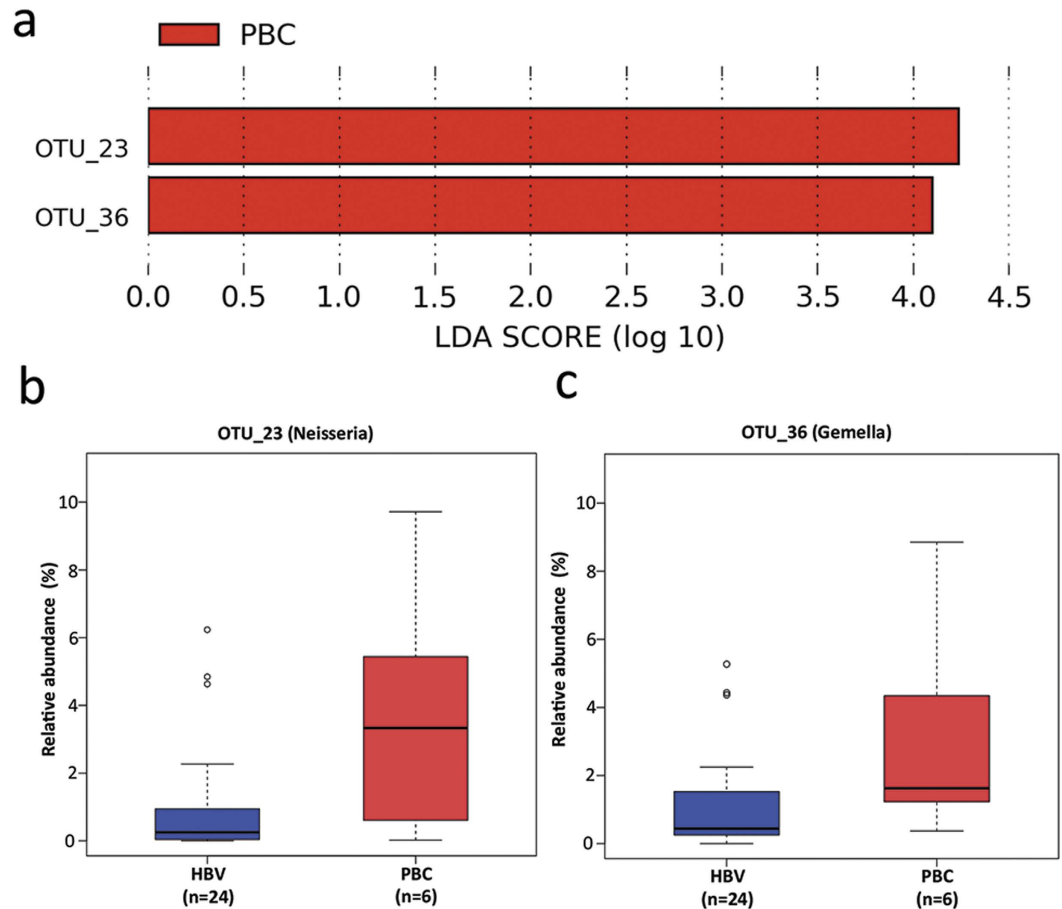 a
PBC
OTU_23
OTU_36
0.0 0.5 1.0 1.5 2.0 2.5 3.0 3.5 4.0 4.5
LDA SCORE (log 10)
b
OTU_23 (Neisseria)
Relative abundance (%)
10
8
6
4
2
0
HBV PBC
(n=24) (n=6)
c
OTU_36 (Gemella)
Relative abundance (%)
10
8
6
4
2
0
HBV PBC
(n=24) (n=6)